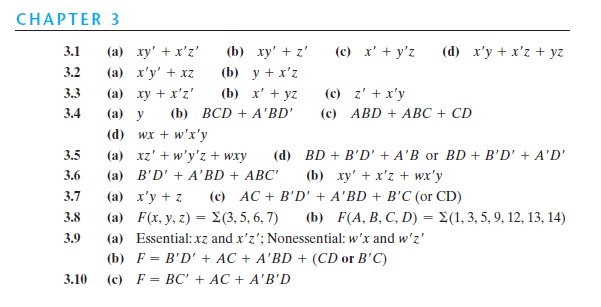 CHAPTER 3
3.1 (a) xy' + x'z' (b) xy' + z' (c) x' + y'z (d) x'y + x'z + yz
3.2 (a) x'y' + xz (b) y + x'z
3.3 (a) xy + x'z' (b) x' + yz (c) z' + x'y
3.4 (a) y (b) BCD + A'BD' (c) ABD + ABC + CD
(d) wx + w'x'y
3.5 (a) xz' + w'y'z + wxy (d) BD + B'D' + A'B or BD + B'D' + A'D'
3.6 (a) B'D' + A'BD + ABC' (b) xy' + x'z + wx'y
3.7 (a) x'y + z (c) AC + B'D' + A'BD + B'C (or CD)
3.8 (a) F(x, y, z) = Σ(3, 5, 6, 7) (b) F(A, B, C, D) = Σ(1, 3, 5, 9, 12, 13, 14)
3.9 (a) Essential: xz and x'z'; Nonessential: w'x and w'z'
(b) F = B'D' + AC + A'BD + (CD or B'C)
3.10 (c) F = BC' + AC + A'B'D